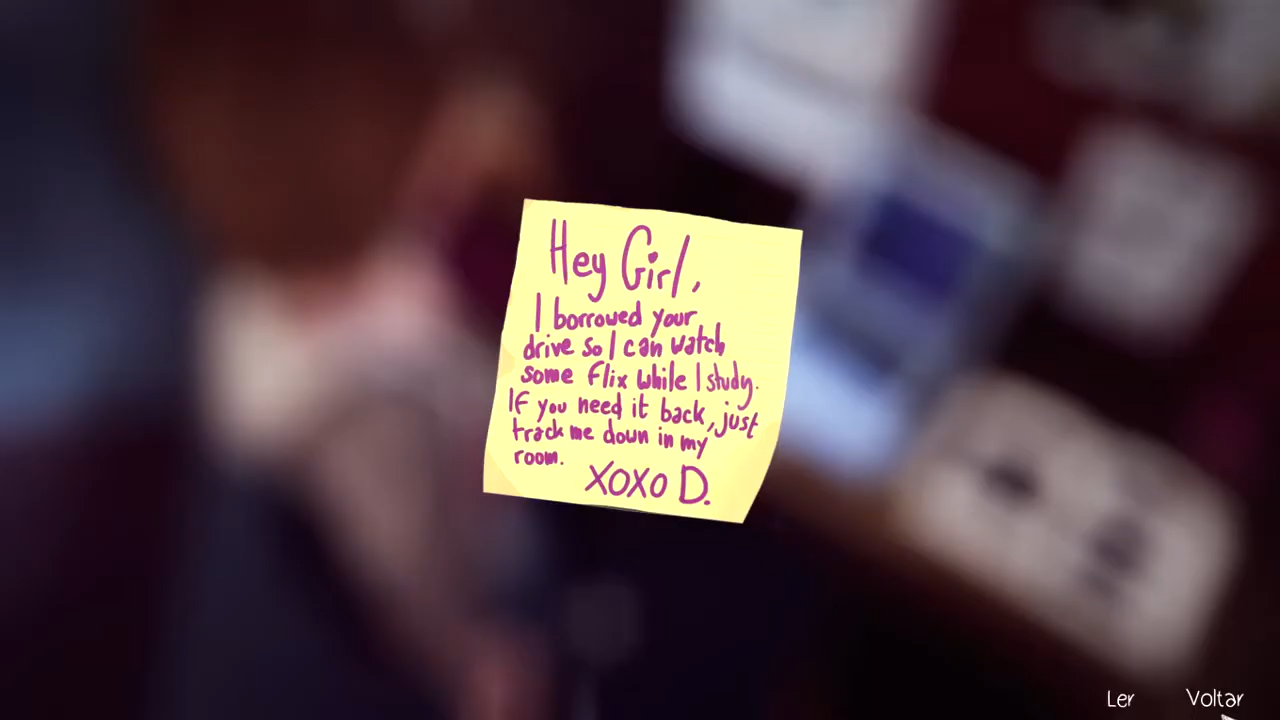 Hey Girl,
I borrowed your
drive so I can watch
some flix while I study.
If you need it back, just
track me down in my
room.
XOXO D.
Ler Voltar